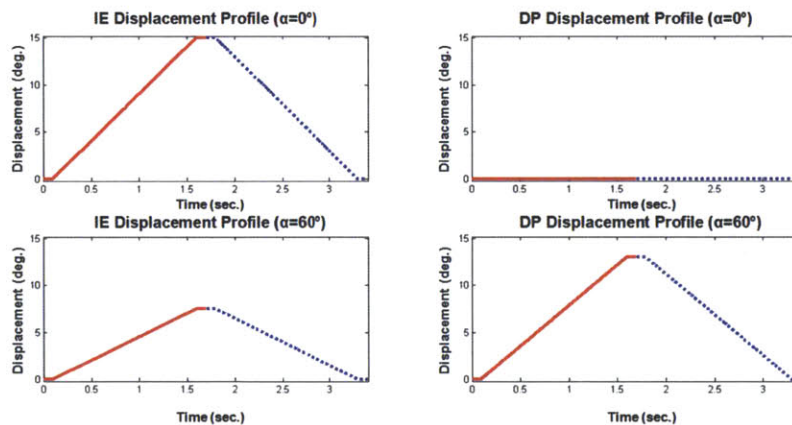 IE Displacement Profile (α=0º)
15
10
5
0
Displacement (deg.)
0 0.5 1 1.5 2 2.5 3
Time (sec.)
DP Displacement Profile (α=0º)
15
10
5
0
Displacement (deg.)
0 0.5 1 1.5 2 2.5 3
Time (sec.)
IE Displacement Profile (α=60º)
15
10
5
0
Displacement (deg.)
0 0.5 1 1.5 2 2.5 3
Time (sec.)
DP Displacement Profile (α=60º)
15
10
5
0
Displacement (deg.)
0 0.5 1 1.5 2 2.5 3
Time (sec.)